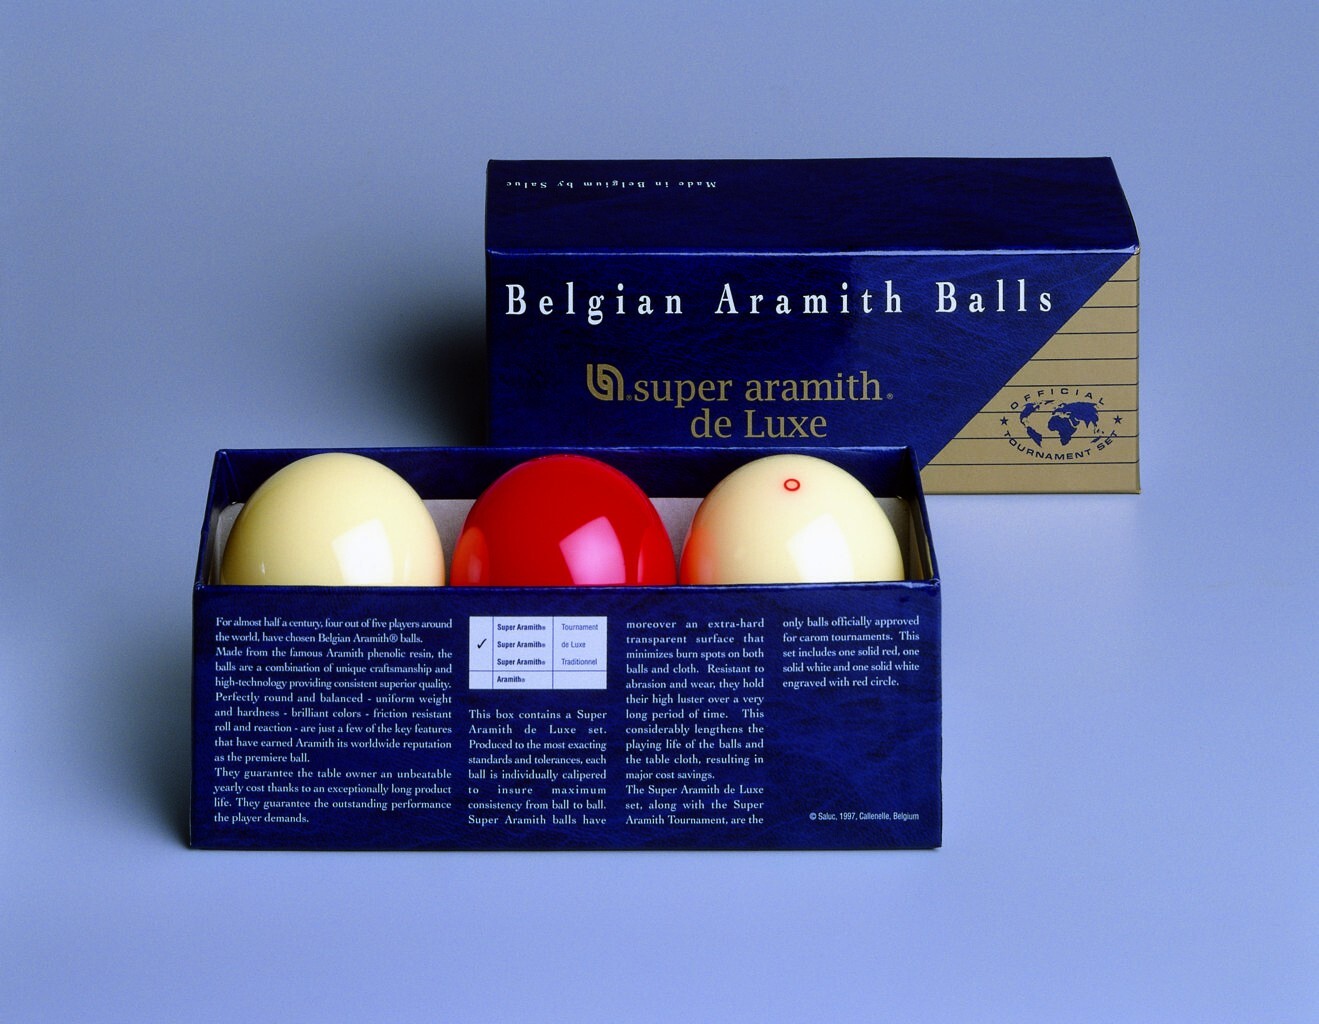 Made in Belgium by Saluc
Belgian Aramith Balls
super aramith®
de Luxe
OFFICIAL
TOURNAMENT SET
For almost half a century, four out of five players around
the world, have chosen Belgian Aramith® balls.
Made from the famous Aramith phenolic resin, the
balls are a combination of unique craftsmanship and
high-technology providing consistent superior quality.
Perfectly round and balanced - uniform weight
and hardness - brilliant colors - friction resistant
roll and reaction - are just a few of the key features
that have earned Aramith its worldwide reputation
as the premiere ball.
They guarantee the table owner an unbeatable
yearly cost thanks to an exceptionally long product
life. They guarantee the outstanding performance
the player demands.
Super Aramith® Tournament
✓ Super Aramith® de Luxe
Super Aramith® Traditionnel
Aramith®
This box contains a Super
Aramith de Luxe set.
Produced to the most exacting
standards and tolerances, each
ball is individually calipered
to insure maximum
consistency from ball to ball.
Super Aramith balls have
moreover an extra-hard
transparent surface that
minimizes burn spots on both
balls and cloth. Resistant to
abrasion and wear, they hold
their high luster over a very
long period of time. This
considerably lengthens the
playing life of the balls and
the table cloth, resulting in
major cost savings.
The Super Aramith de Luxe
set, along with the Super
Aramith Tournament, are the
only balls officially approved
for carom tournaments. This
set includes one solid red, one
solid white and one solid white
engraved with red circle.
© Saluc, 1997, Callenelle, Belgium